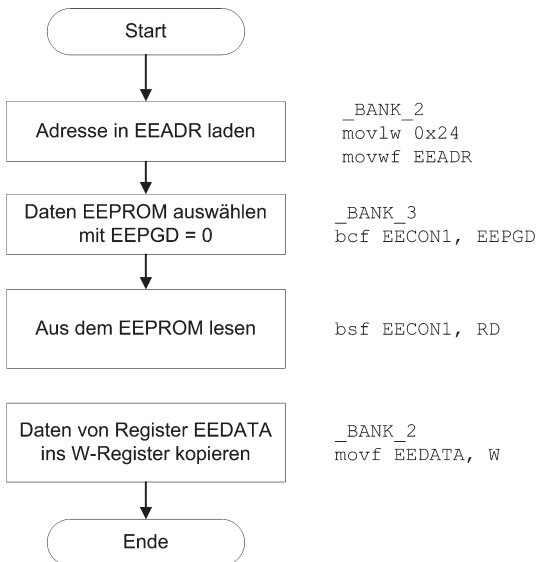 Start
Adresse in EEADR laden
_BANK_2
movlw 0x24
movwf EEADR
Daten EEPROM auswählen
mit EEPGD = 0
_BANK_3
bcf EECON1, EEPGD
Aus dem EEPROM lesen
bsf EECON1, RD
Daten von Register EEDATA
ins W-Register kopieren
_BANK_2
movf EEDATA, W
Ende